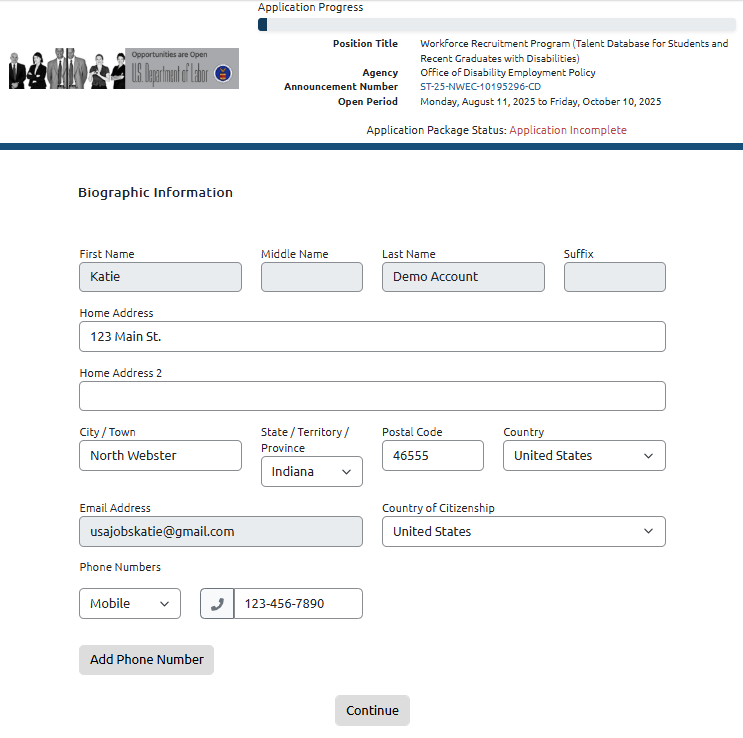 Application Progress
Opportunities are Open
U.S. Department of Labor
Position Title Workforce Recruitment Program (Talent Database for Students and
Recent Graduates with Disabilities)
Agency Office of Disability Employment Policy
Announcement Number ST-25-NWEC-10195296-CD
Open Period Monday, August 11, 2025 to Friday, October 10, 2025
Application Package Status: Application Incomplete
Biographic Information
First Name Middle Name Last Name Suffix
Katie Demo Account
Home Address
123 Main St.
Home Address 2
City / Town State / Territory / Postal Code Country
Province
North Webster Indiana 46555 United States
Email Address Country of Citizenship
usajobskatie@gmail.com United States
Phone Numbers
Mobile 123-456-7890
Add Phone Number
Continue